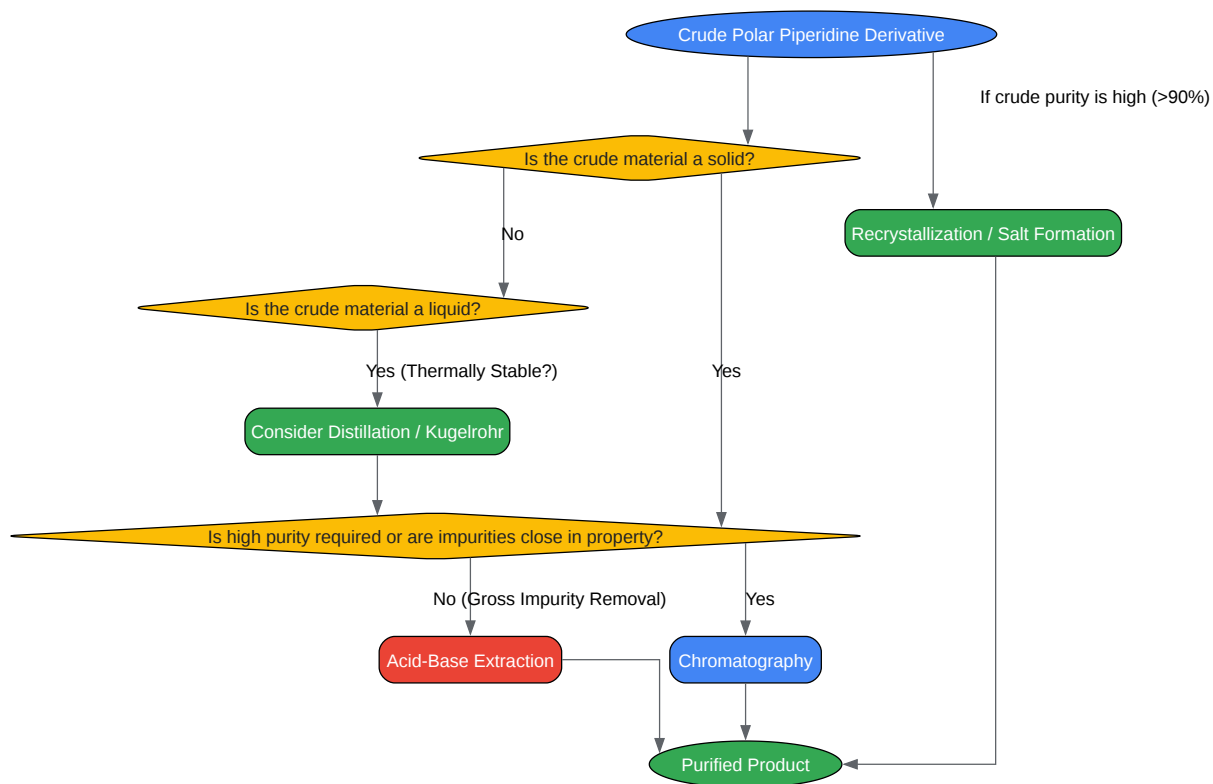 Crude Polar Piperidine Derivative
If crude purity is high (>90%)
Is the crude material a solid?
No
Recrystallization / Salt Formation
Is the crude material a liquid?
Yes (Thermally Stable?)
Yes
Consider Distillation / Kugelrohr
Is high purity required or are impurities close in property?
No (Gross Impurity Removal)
Yes
Acid-Base Extraction
Chromatography
Purified Product